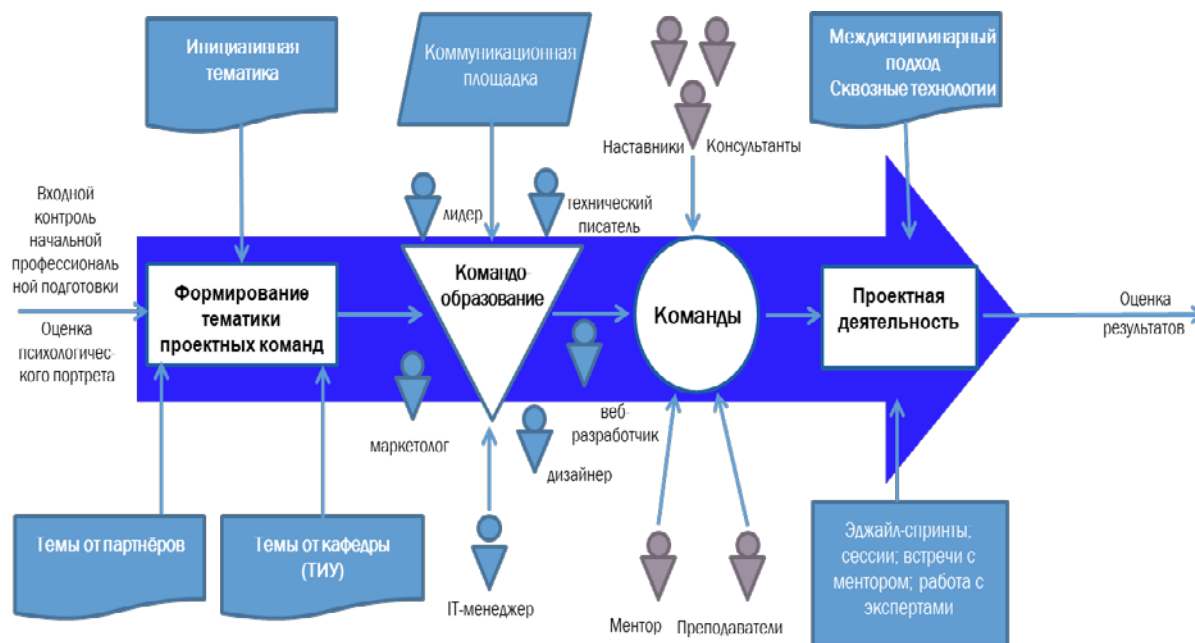 Инициативная
тематика
Коммуникационная
площадка
Наставники
Консультанты
Междисциплинарный
подход
Сквозные технологии
Входной
контроль
начальной
профессиональ
ной подготовки
Оценка
психологичес-
кого портрета
лидер
технический
писатель
Формирование
тематики
проектных команд
Командо-
образование
Команды
Проектная
деятельность
Оценка
результатов
маркетолог
дизайнер
веб-
разработчик
Темы от партнёров
Темы от кафедры
(ТИУ)
IT-менеджер
Ментор
Преподаватели
Эджайл-спринты,
сессии; встречи с
ментором; работа с
экспертами